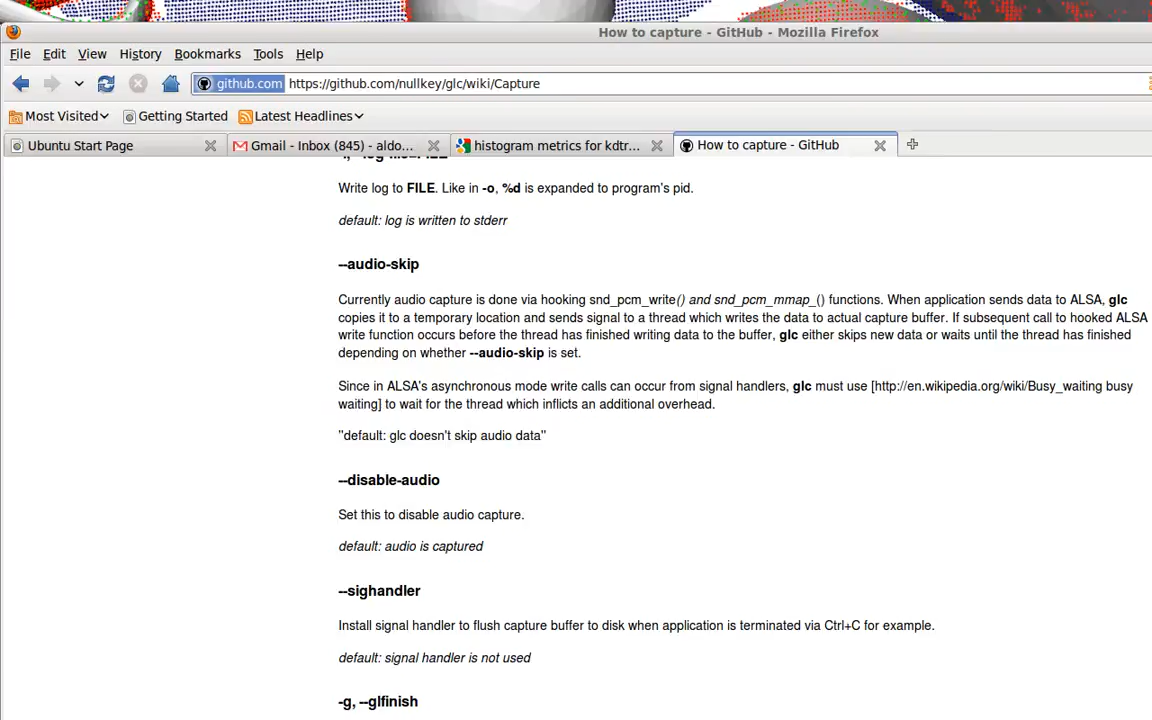 How to capture - GitHub - Mozilla Firefox
File Edit View History Bookmarks Tools Help
github.com https://github.com/nullkey/glc/wiki/Capture
Most Visited Getting Started Latest Headlines
Ubuntu Start Page Gmail - Inbox (845) - aldo... histogram metrics for kdtr... How to capture - GitHub
Write log to FILE. Like in -o, %d is expanded to program's pid.
default: log is written to stderr
--audio-skip
Currently audio capture is done via hooking snd_pcm_write() and snd_pcm_mmap_() functions. When application sends data to ALSA, glc
copies it to a temporary location and sends signal to a thread which writes the data to actual capture buffer. If subsequent call to hooked ALSA
write function occurs before the thread has finished writing data to the buffer, glc either skips new data or waits until the thread has finished
depending on whether --audio-skip is set.
Since in ALSA's asynchronous mode write calls can occur from signal handlers, glc must use [http://en.wikipedia.org/wiki/Busy_waiting busy
waiting] to wait for the thread which inflicts an additional overhead.
"default: glc doesn't skip audio data"
--disable-audio
Set this to disable audio capture.
default: audio is captured
--sighandler
Install signal handler to flush capture buffer to disk when application is terminated via Ctrl+C for example.
default: signal handler is not used
-g, --glfinish